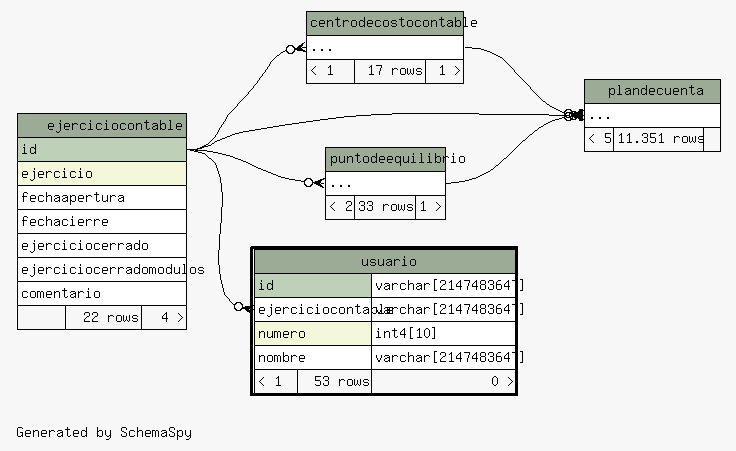 centrodecostocontable
...
< 1 17 rows 1 >
plandecuenta
...
< 5 11.351 rows
ejerciciocontable
id
ejercicio
fechaapertura
fechacierre
ejerciciocerrado
ejerciciocerradomodulos
comentario
22 rows 4 >
puntodeequilibrio
...
< 2 33 rows 1 >
usuario
id varchar[2147483647]
ejerciciocontable varchar[2147483647]
numero int4[10]
nombre varchar[2147483647]
< 1 53 rows 0 >
Generated by SchemaSpy